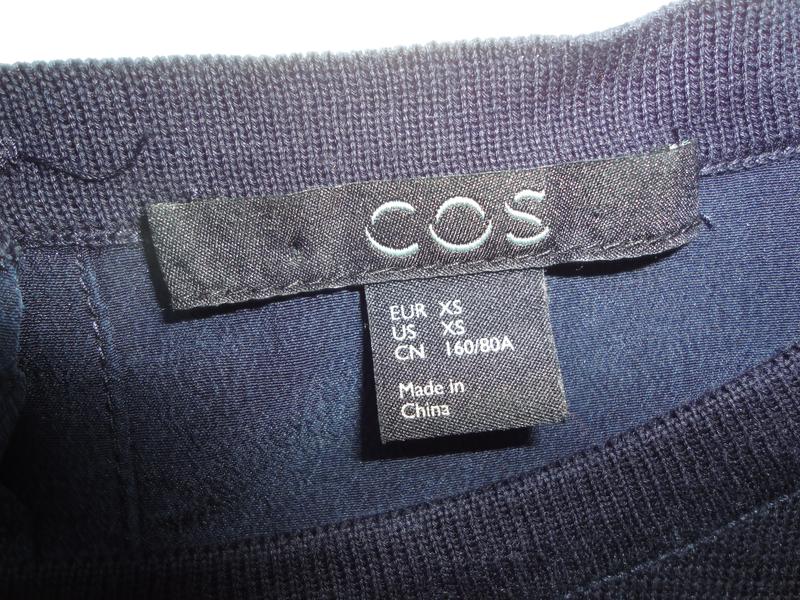 COS
EUR XS
US XS
CN 160/80A
Made in
China